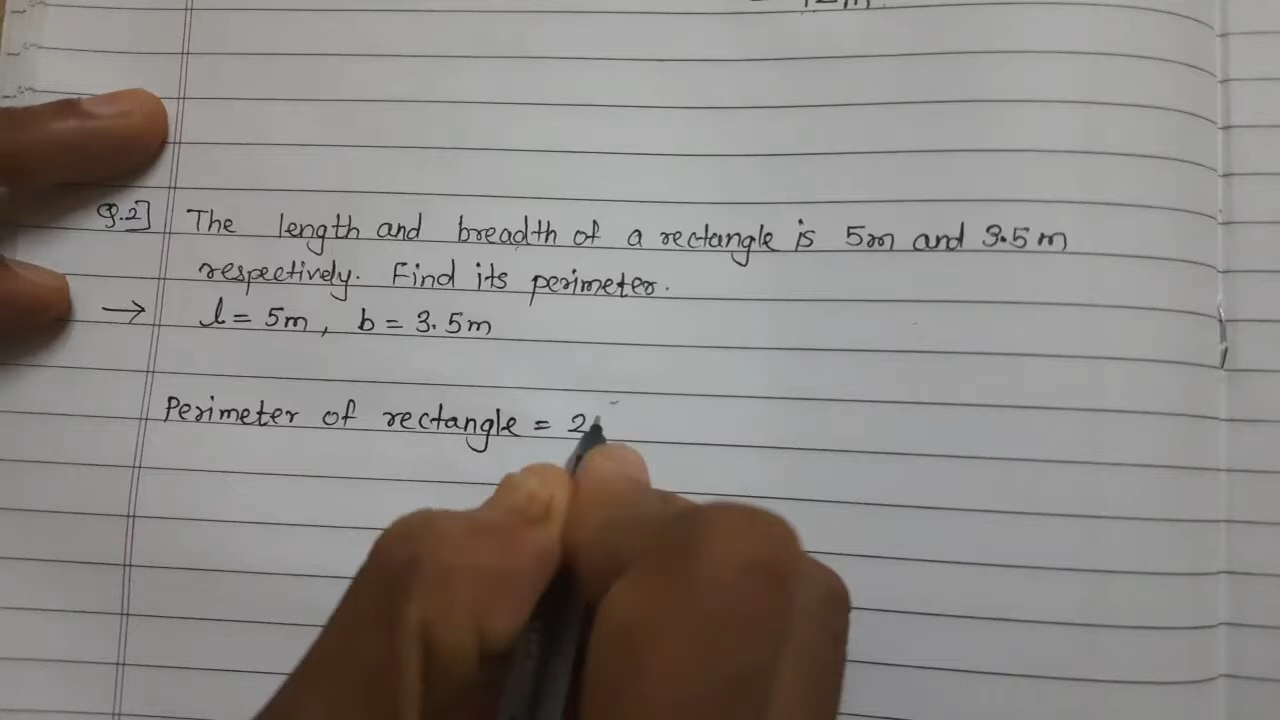 Q.2] The length and breadth of a rectangle is 5m and 3.5m
respectively. Find its perimeter.
→ l = 5m, b = 3.5m
Perimeter of rectangle = 2